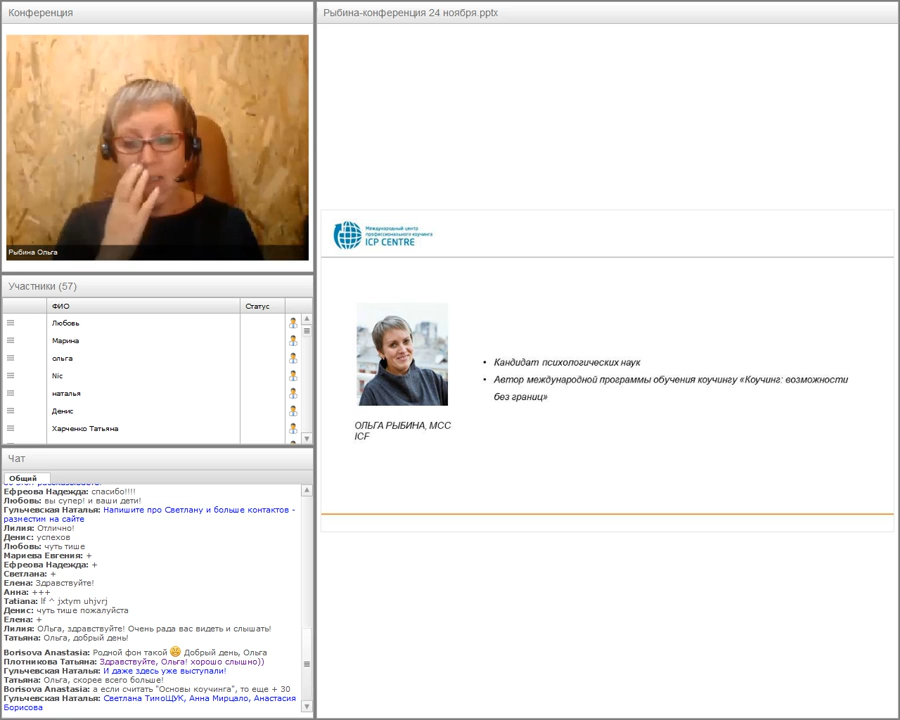 Конференция
Рыбина Ольга
Участники (57)
ФИО
Статус
Любовь
Марина
ольга
Nic
наталья
Денис
Харченко Татьяна
Чат
Общий
Ефреова Надежда: спасибо!!!!
Любовь: вы супер! и ваши дети!
Гульчевская Наталья: Напишите про Светлану и больше контактов -
разместим на сайте
Лилия: Отлично!
Денис: успехов
Любовь: чуть тише
Мариева Евгения: +
Ефреова Надежда: +
Светлана: +
Елена: Здравствуйте!
Анна: +++
Tatiana: lf ^ jxtym uhjvrj
Денис: чуть тише пожалуйста
Елена: +
Лилия: ОЛьга, здравствуйте! Очень рада вас видеть и слышать!
Татьяна: Ольга, добрый день!
Borisova Anastasia: Родной фон такой Добрый день, Ольга
Плотникова Татьяна: Здравствуйте, Ольга! хорошо слышно))
Гульчевская Наталья: И даже здесь уже выступали!
Татьяна: Ольга, скорее всего больше!
Borisova Anastasia: а если считать "Основы коучинга", то еще + 30
Гульчевская Наталья: Светлана ТимоЩУК, Анна Мирцало, Анастасия
Борисова
Рыбина-конференция 24 ноября.pptx
Международный центр
профессионального коучинга
ICP CENTRE
• Кандидат психологических наук
• Автор международной программы обучения коучингу «Коучинг: возможности
без границ»
ОЛЬГА РЫБИНА, МСС
ICF